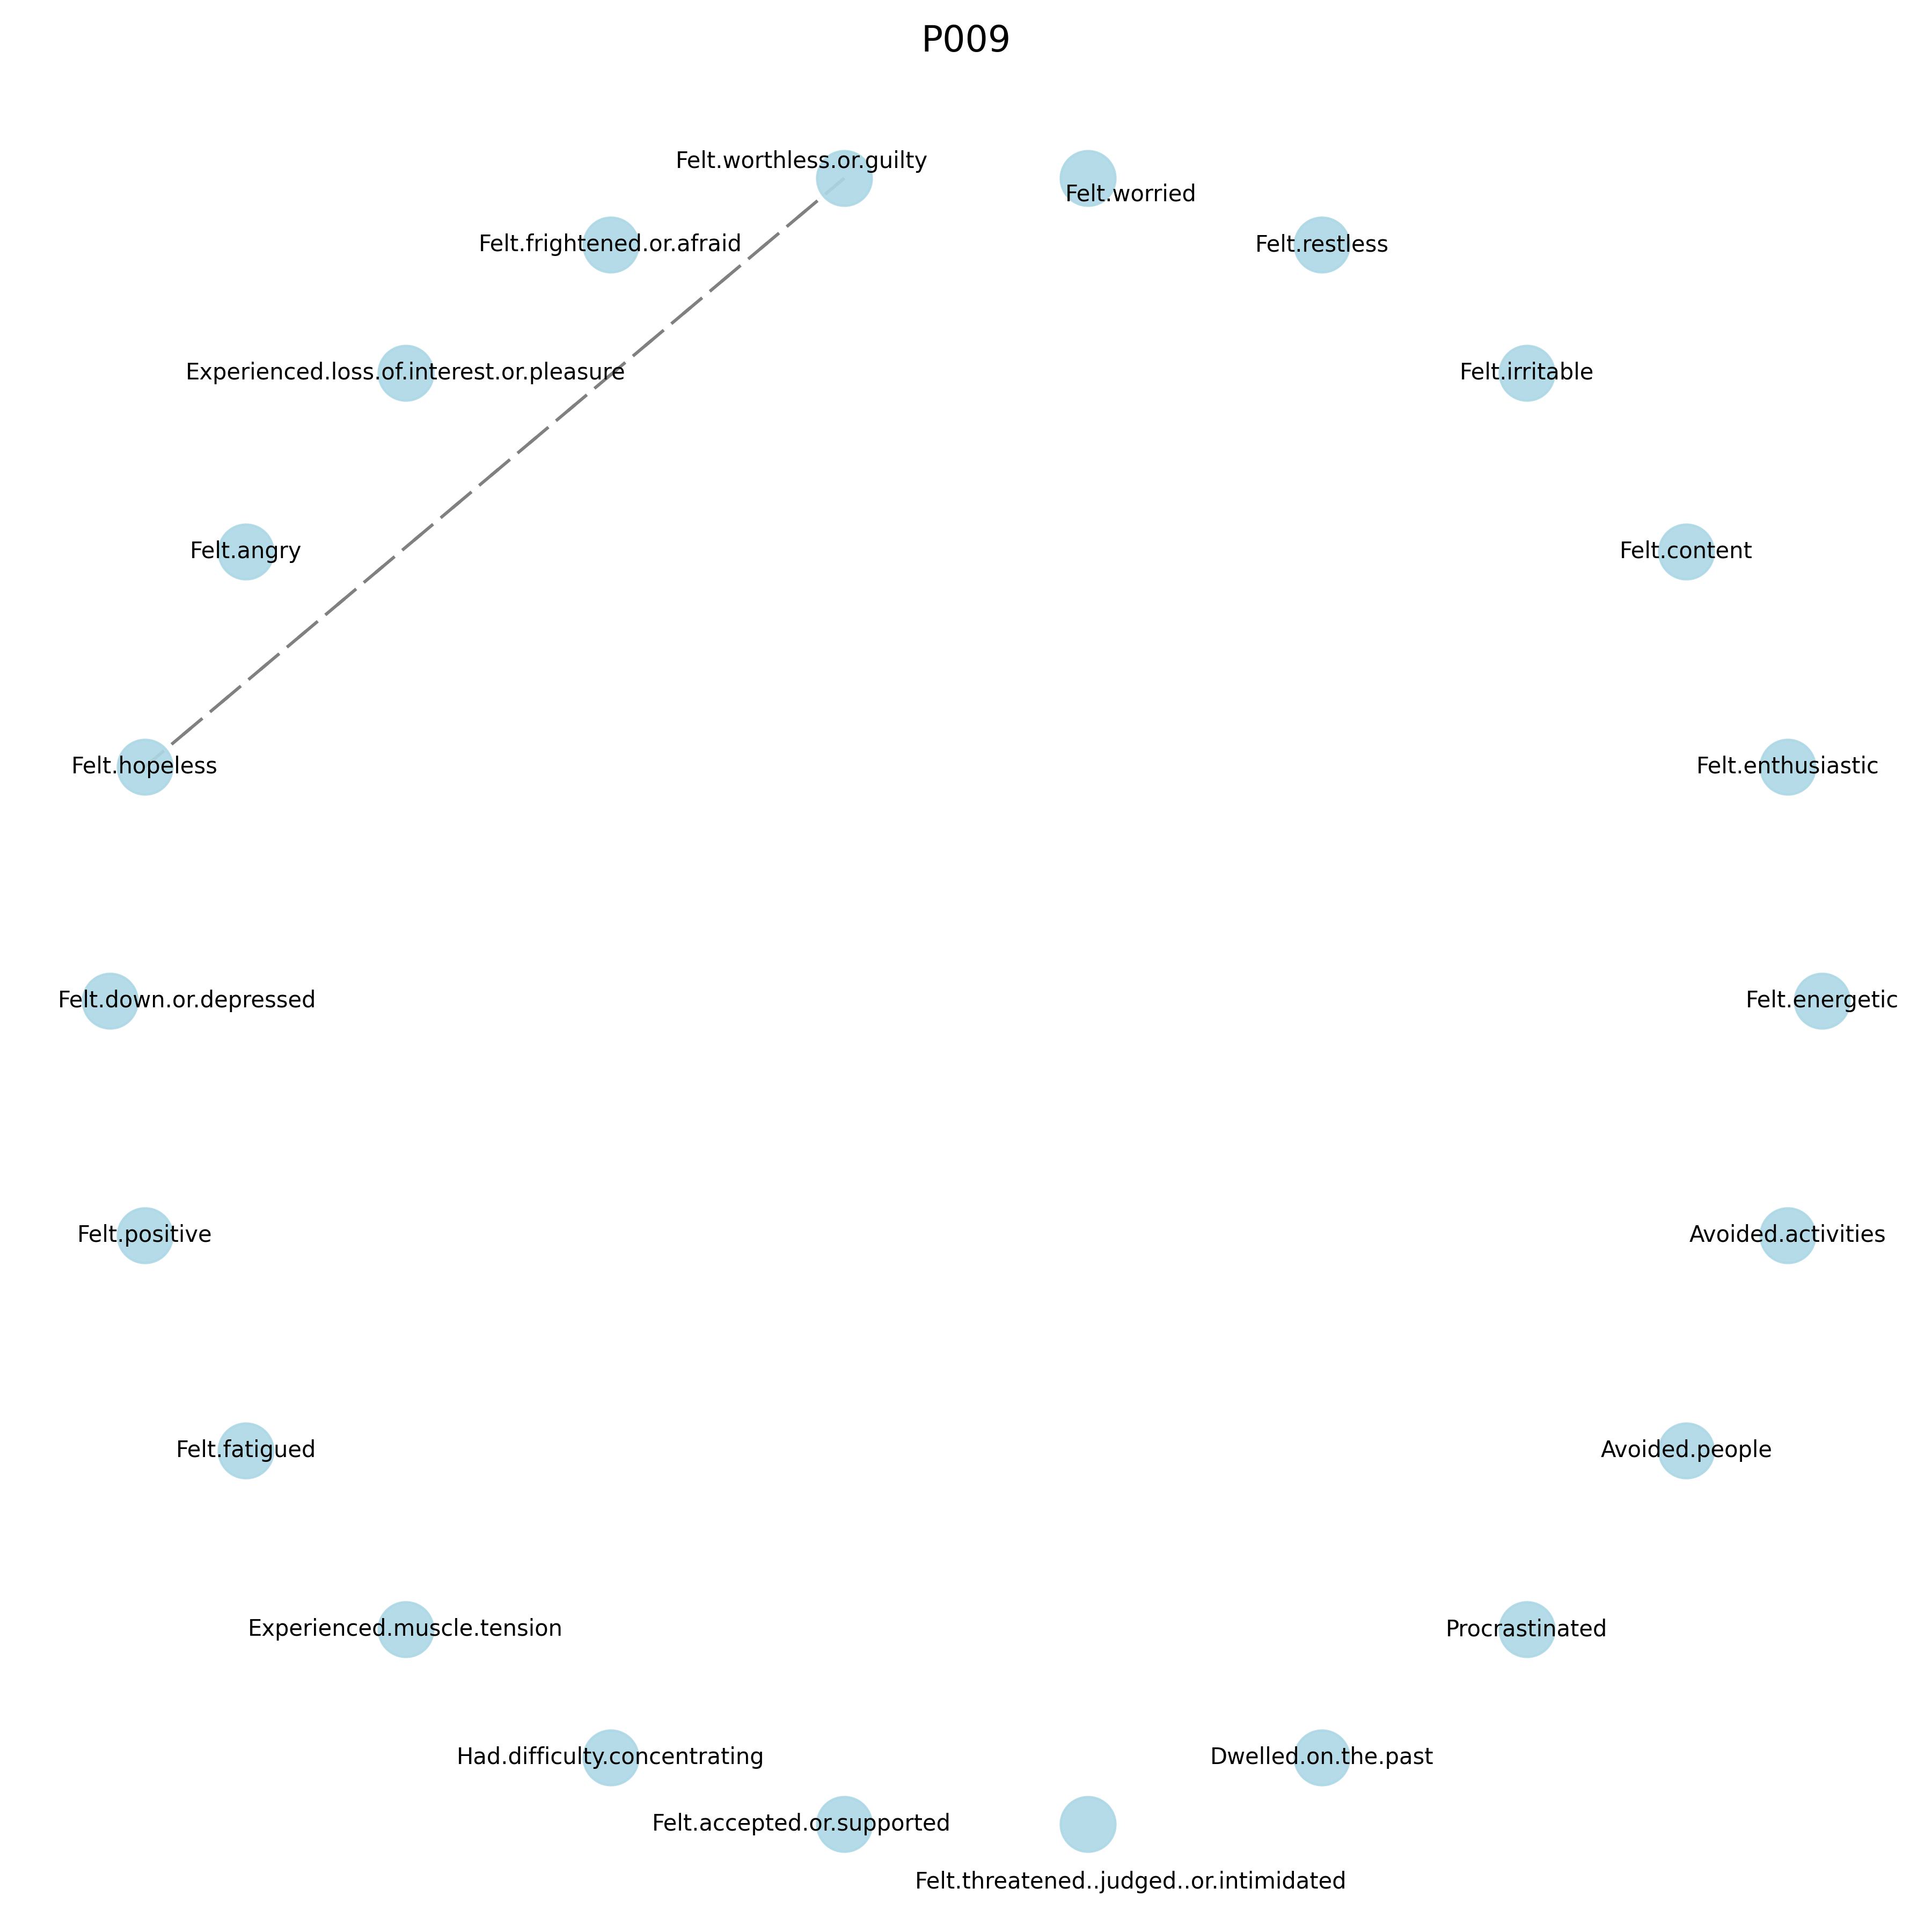 P009
Felt.worthless.or.guilty
Felt.worried
Felt.frightened.or.afraid
Felt.restless
Experienced.loss.of.interest.or.pleasure
Felt.irritable
Felt.angry
Felt.content
Felt.hopeless
Felt.enthusiastic
Felt.down.or.depressed
Felt.energetic
Felt.positive
Avoided.activities
Felt.fatigued
Avoided.people
Experienced.muscle.tension
Procrastinated
Had.difficulty.concentrating
Dwelled.on.the.past
Felt.accepted.or.supported
Felt.threatened..judged..or.intimidated